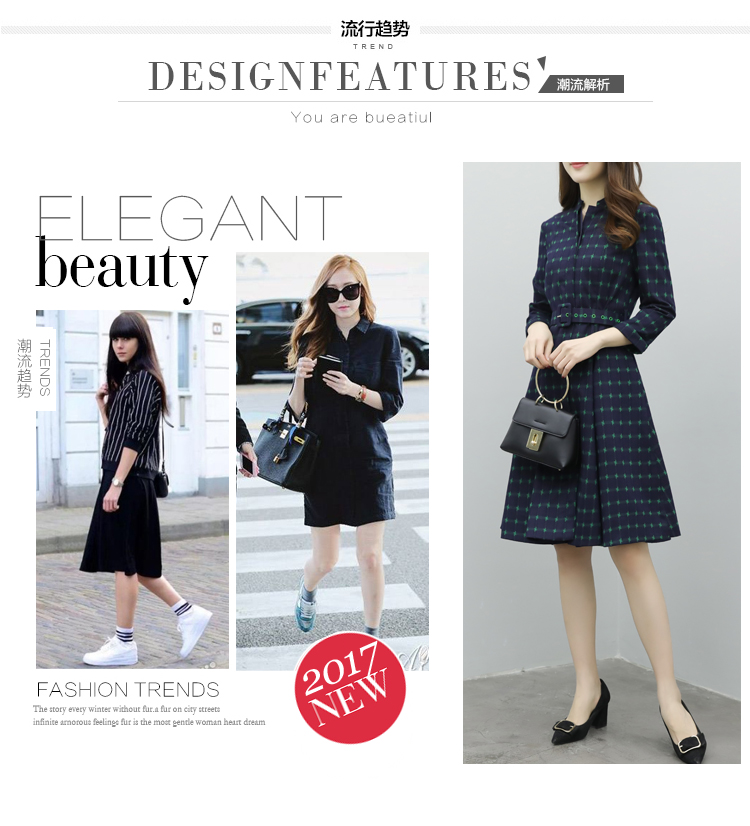 流行趋势
TREND
DESIGNFEATURES
潮流解析
You are bueatiul
ELEGANT
beauty
TRENDS
潮流趋势
2017
NEW
FASHION TRENDS
The story every winter without fur.a fur on city streets
infinite arnorous feelings fur is the most gentle woman heart dream